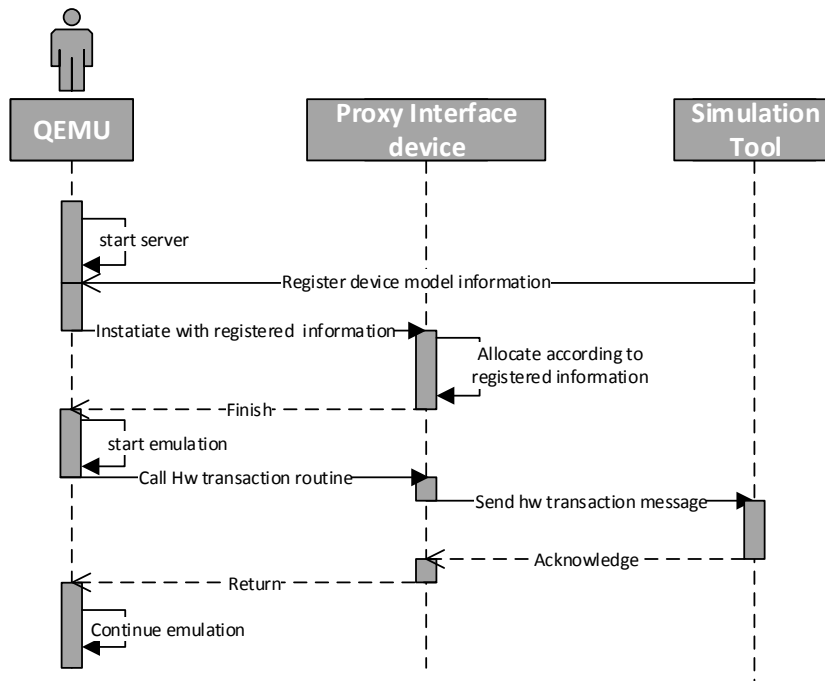 QEMU
Proxy Interface
device
Simulation
Tool
start server
Register device model information
Instatiate with registered information
Allocate according to
registered information
Finish
start emulation
Call Hw transaction routine
Send hw transaction message
Acknowledge
Return
Continue emulation